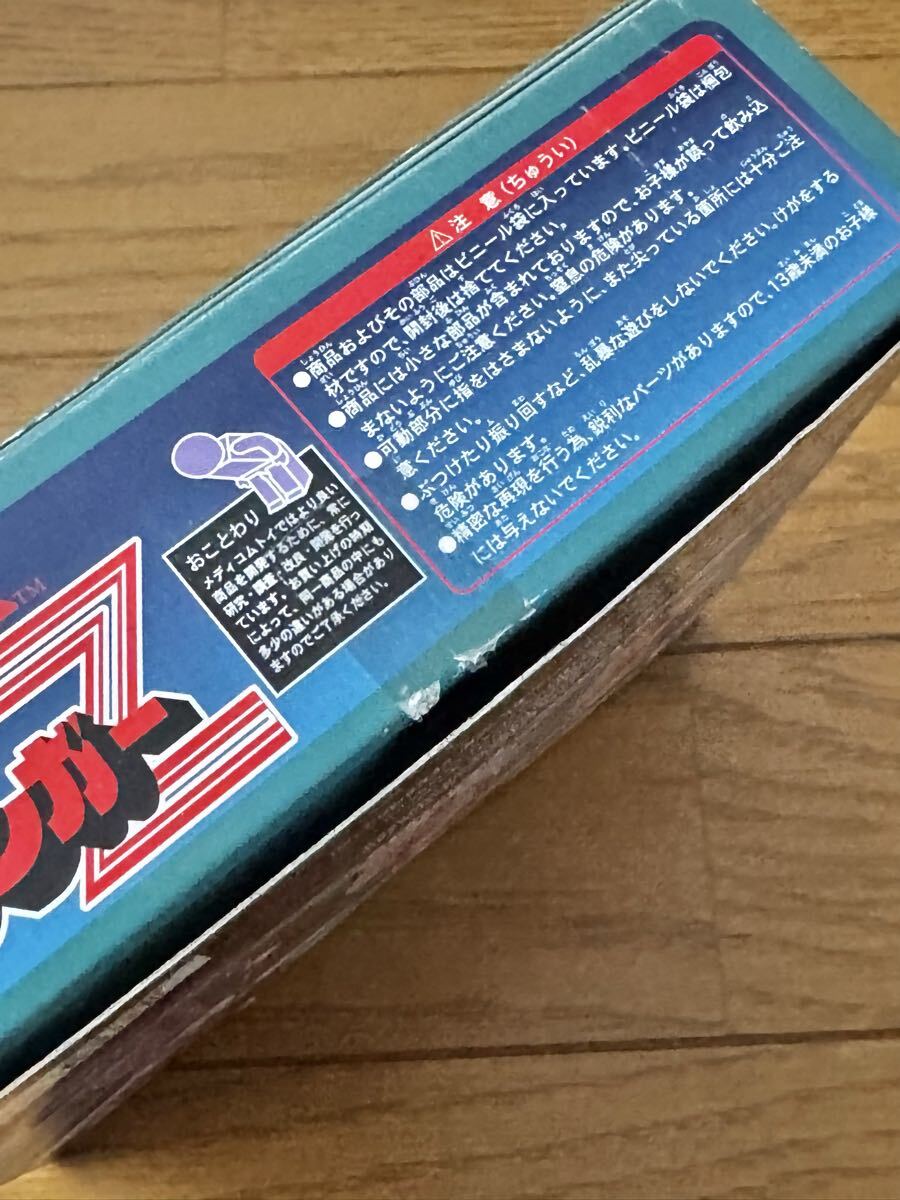 ⚠注 意(ちゅうい)
●商品およびその部品はビニール袋に入っています。ビニール袋は梱包
材ですので、開封後は捨ててください。
●商品には小さな部品が含まれておりますので、お子様が誤って飲み込
まないようにご注意ください。窒息の危険があります。
●可動部分に指をはさまないように、また尖っている箇所には十分ご注
意ください。
●ぶつけたり振り回すなど、乱暴な遊びをしないでください。けがをする
危険があります。
●精密な再現を行う為、鋭利なパーツがありますので、13歳未満のお子様
には与えないでください。
おことわり
メディコムトイではより良い
商品を開発するために、常に
研究・調査・改良・開発を行っ
ています。お買い上げの時期
によって、同一商品の中にも
多少の違いがある場合があり
ますのでご了承ください。
TM
ンガー
Z